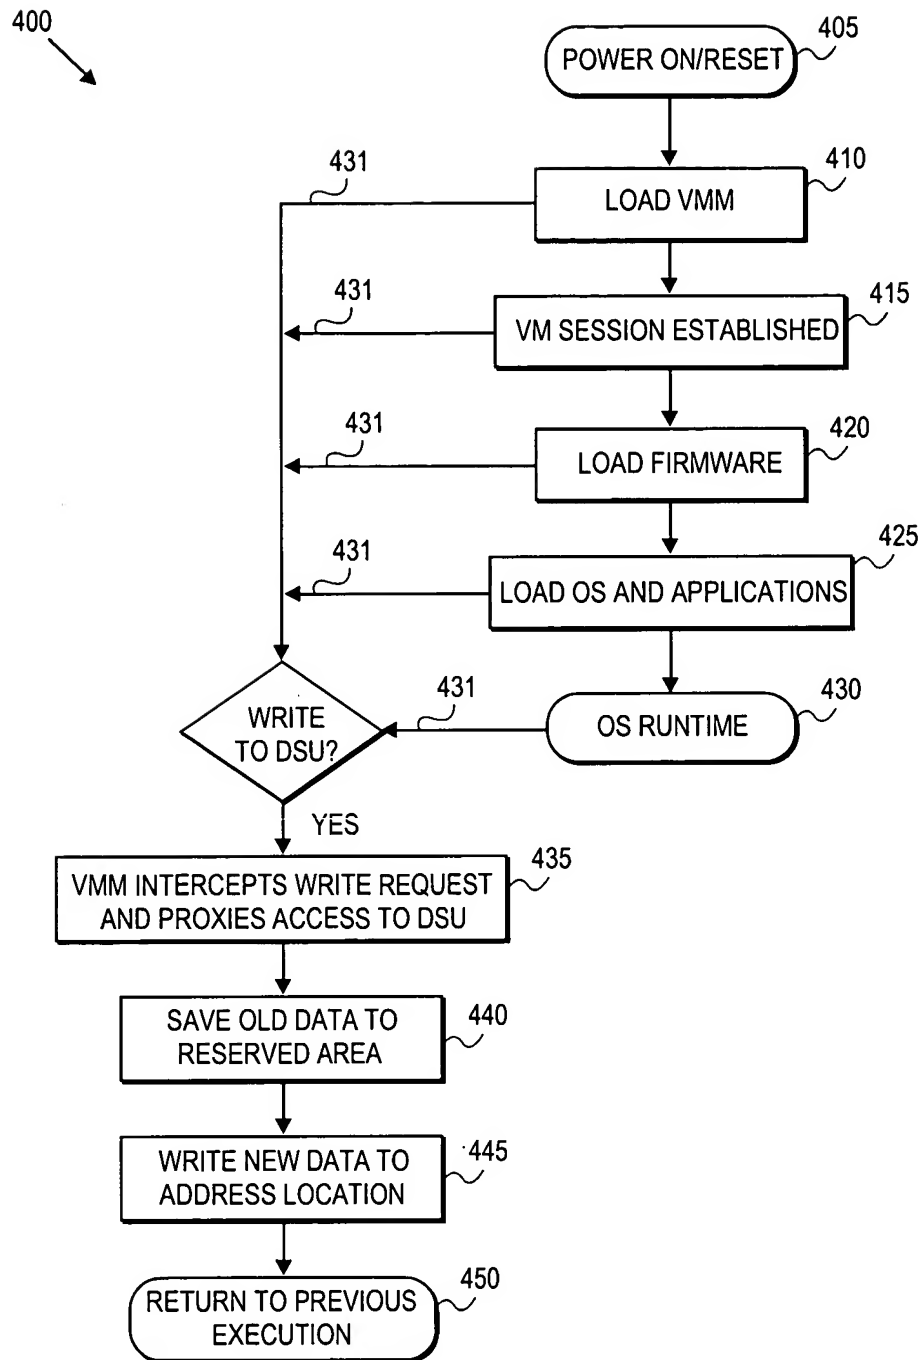 400
POWER ON/RESET
405
431
LOAD VMM
410
431
VM SESSION ESTABLISHED
415
431
LOAD FIRMWARE
420
431
LOAD OS AND APPLICATIONS
425
WRITE
TO DSU?
431
OS RUNTIME
430
YES
VMM INTERCEPTS WRITE REQUEST
AND PROXIES ACCESS TO DSU
435
SAVE OLD DATA TO
RESERVED AREA
440
WRITE NEW DATA TO
ADDRESS LOCATION
445
RETURN TO PREVIOUS
EXECUTION
450